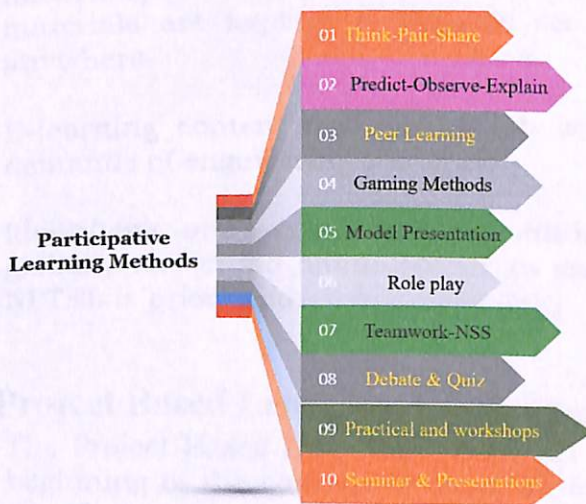 01 Think-Pair-Share
02 Predict-Observe-Explain
03 Peer Learning
04 Gaming Methods
05 Model Presentation
06 Role play
07 Teamwork-NSS
08 Debate & Quiz
09 Practical and workshops
10 Seminar & Presentations
Participative
Learning Methods